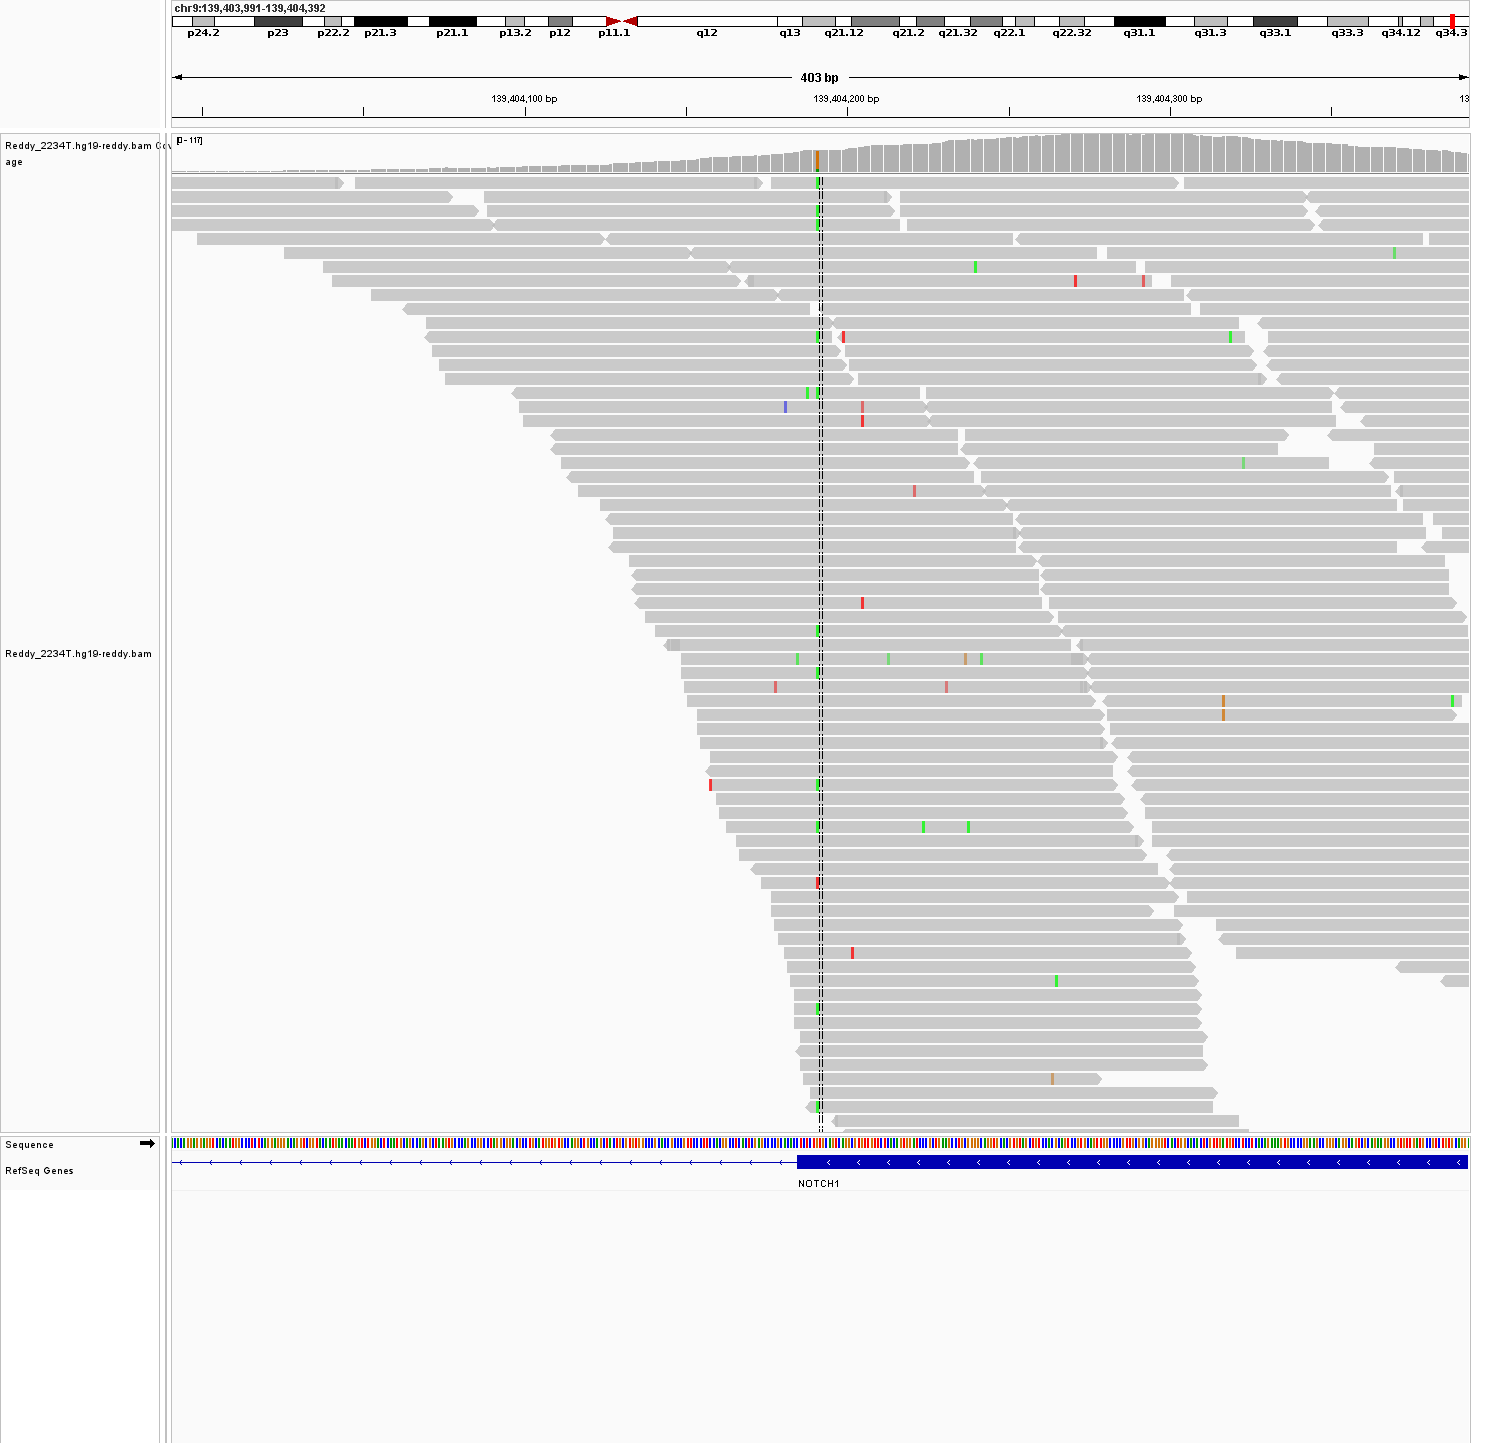 chr9:139,403,991-139,404,392
p24.2 p23 p22.2 p21.3 p21.1 p13.2 p12 p11.1 q12 q13 q21.12 q21.2 q21.32 q22.1 q22.32 q31.1 q31.3 q33.1 q33.3 q34.12 q34.3
403 bp
139,404,100 bp 139,404,200 bp 139,404,300 bp 13
Reddy_2234T.hg19-reddy.bam Cov
age
[0 - 117]
Reddy_2234T.hg19-reddy.bam
Sequence
RefSeq Genes
NOTCH1